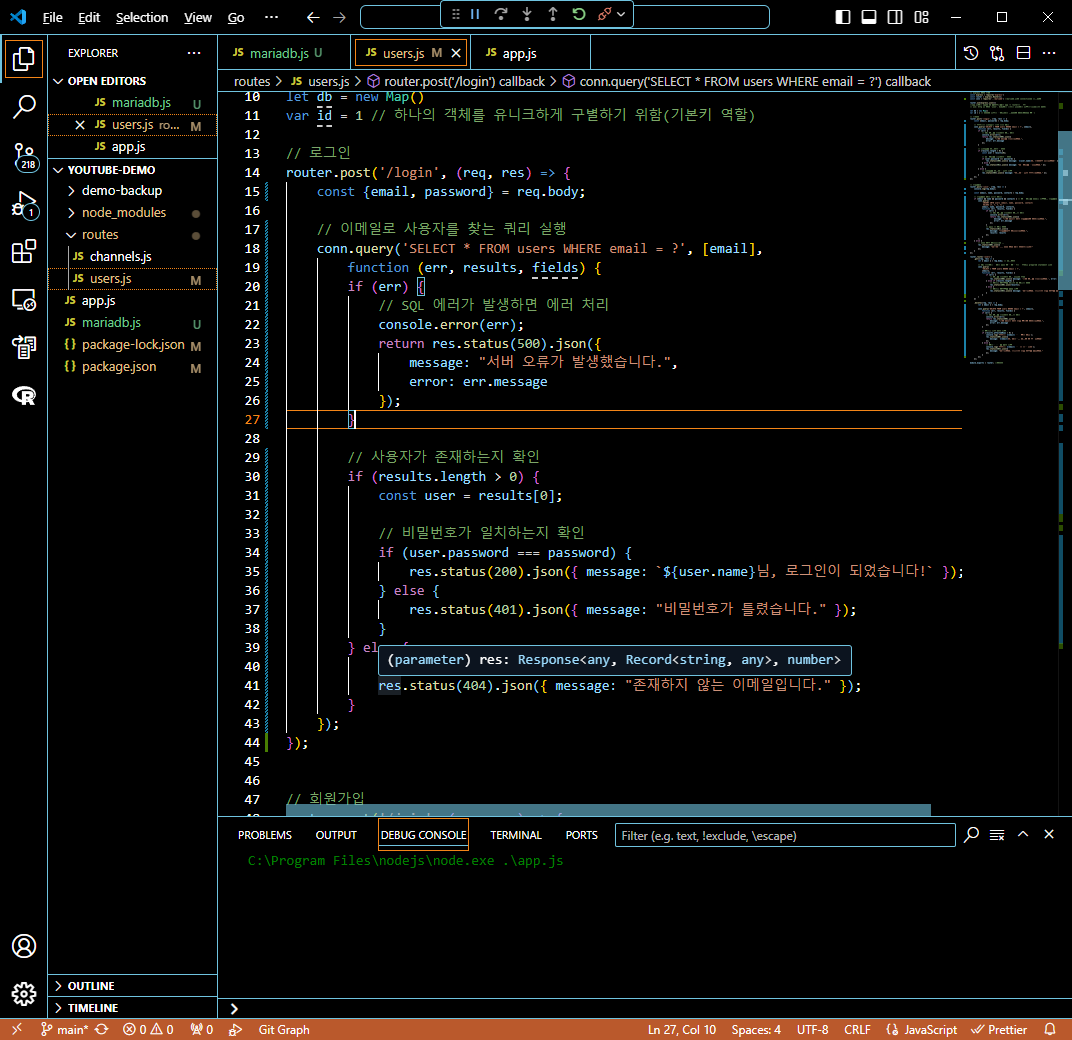 File Edit Selection View Go ···
EXPLORER ···
OPEN EDITORS
JS mariadb.js U
JS users.js ro... M
JS app.js
YOUTUBE-DEMO
demo-backup
node_modules
routes
JS channels.js
JS users.js M
JS app.js
JS mariadb.js U
{} package-lock.json M
{} package.json M
OUTLINE
TIMELINE
218
1
JS mariadb.js U
JS users.js M
JS app.js
routes > JS users.js > router.post('/login') callback > conn.query('SELECT * FROM users WHERE email = ?') callback
10 let db = new Map()
11 var id = 1 // 하나의 객체를 유니크하게 구별하기 위함(기본키 역할)
12
13 // 로그인
14 router.post('/login', (req, res) => {
15 const {email, password} = req.body;
16
17 // 이메일로 사용자를 찾는 쿼리 실행
18 conn.query('SELECT * FROM users WHERE email = ?', [email],
19 function (err, results, fields) {
20 if (err) {
21 // SQL 에러가 발생하면 에러 처리
22 console.error(err);
23 return res.status(500).json({
24 message: "서버 오류가 발생했습니다.",
25 error: err.message
26 });
27 }
28
29 // 사용자가 존재하는지 확인
30 if (results.length > 0) {
31 const user = results[0];
32
33 // 비밀번호가 일치하는지 확인
34 if (user.password === password) {
35 res.status(200).json({ message: `${user.name}님, 로그인이 되었습니다!` });
36 } else {
37 res.status(401).json({ message: "비밀번호가 틀렸습니다." });
38 }
39 } el
(parameter) res: Response<any, Record<string, any>, number>
40
41 res.status(404).json({ message: "존재하지 않는 이메일입니다." });
42 }
43 });
44 });
45
46
47 // 회원가입
PROBLEMS OUTPUT DEBUG CONSOLE TERMINAL PORTS Filter (e.g. text, !exclude, \escape)
C:\Program Files\nodejs\node.exe .\app.js
main* 0 0 0 Git Graph Ln 27, Col 10 Spaces: 4 UTF-8 CRLF {} JavaScript Prettier